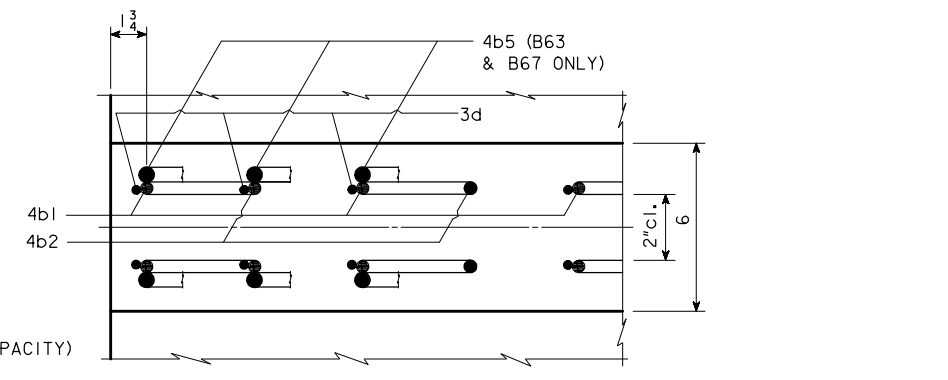 1 3/4
4b5 (B63
& B67 ONLY)
3d
4b1
4b2
2"cl.
6
PACITY)